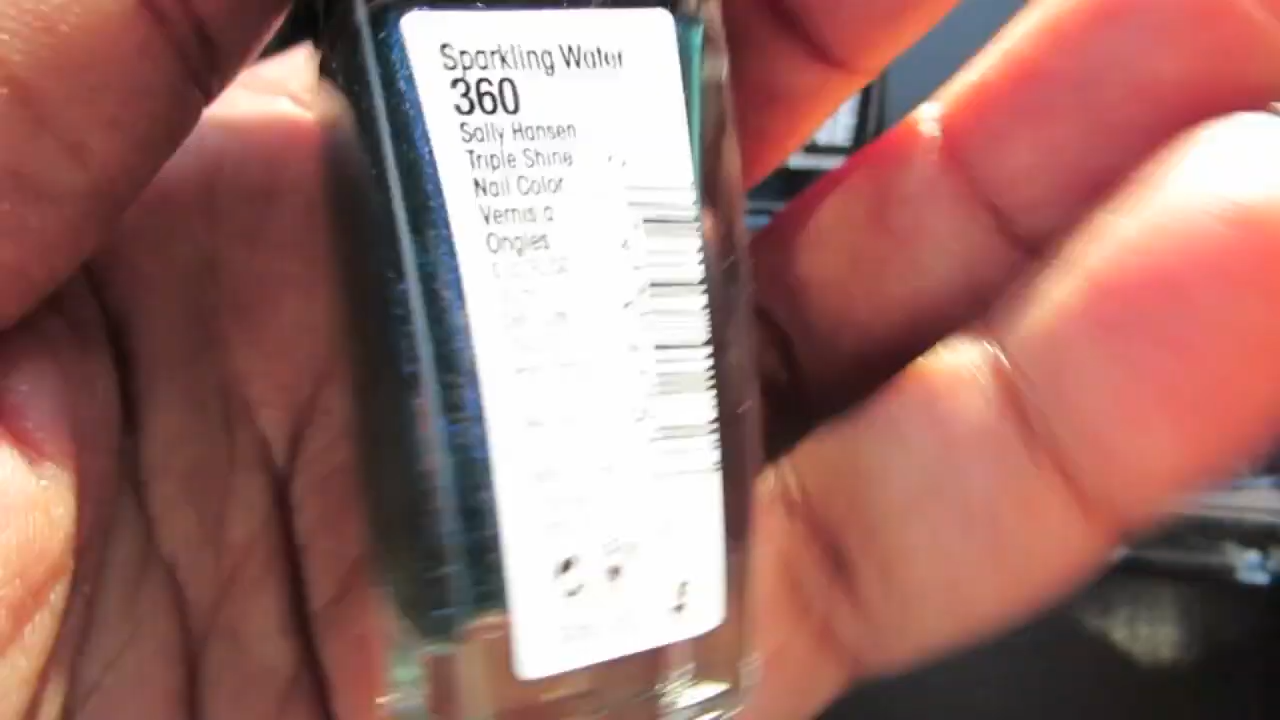 Sparkling Water
360
Sally Hansen
Triple Shine
Nail Color
Vernis a
Ongles